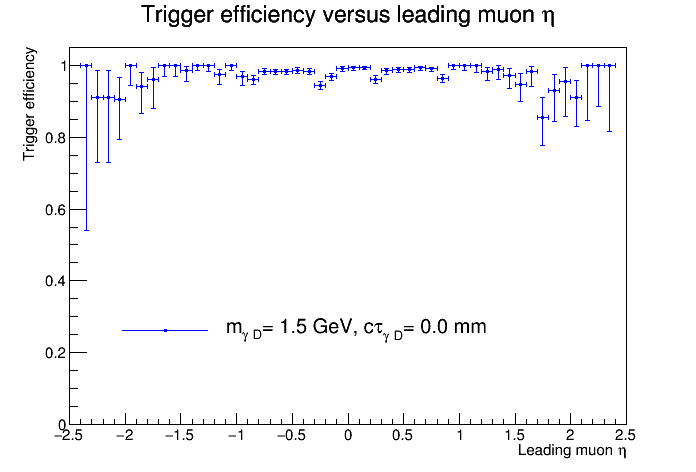 Trigger efficiency versus leading muon η
Trigger efficiency
1
0.8
0.6
0.4
0.2
0
m_γ D= 1.5 GeV, cτ_γ D= 0.0 mm
−2.5 −2 −1.5 −1 −0.5 0 0.5 1 1.5 2 2.5
Leading muon η